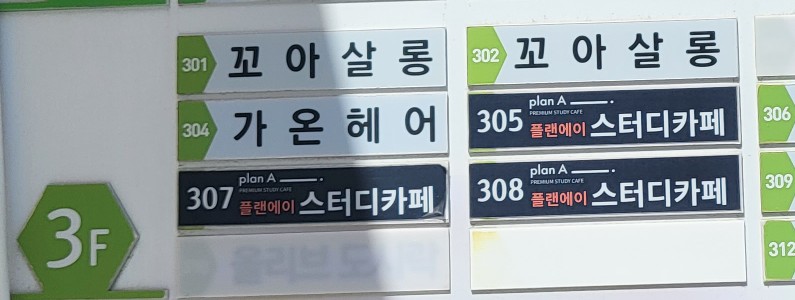 301 꼬아살롱
302 꼬아살롱
304 가온헤어
305 plan A PREMIUM STUDY CAFE 플랜에이 스터디카페
306
307 plan A PREMIUM STUDY CAFE 플랜에이 스터디카페
308 plan A PREMIUM STUDY CAFE 플랜에이 스터디카페
309
3F
312